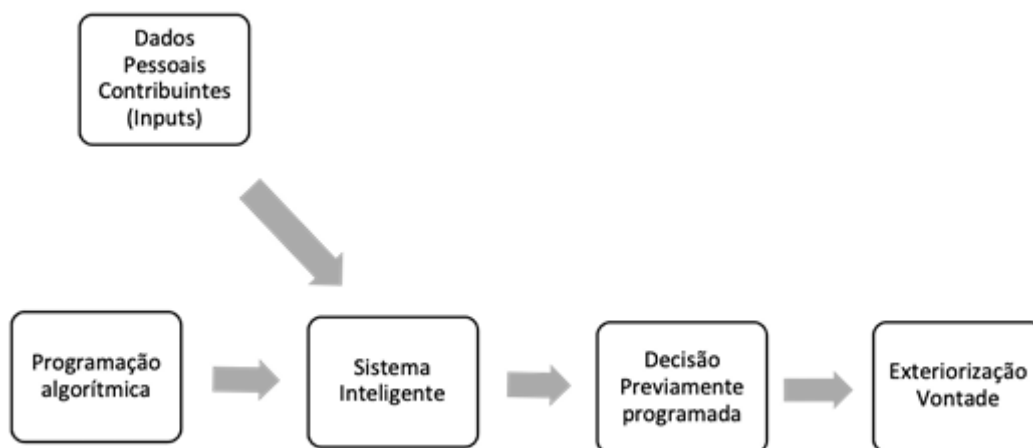 Dados
Pessoais
Contribuintes
(Inputs)
Programação
algorítmica
Sistema
Inteligente
Decisão
Previamente
programada
Exteriorização
Vontade